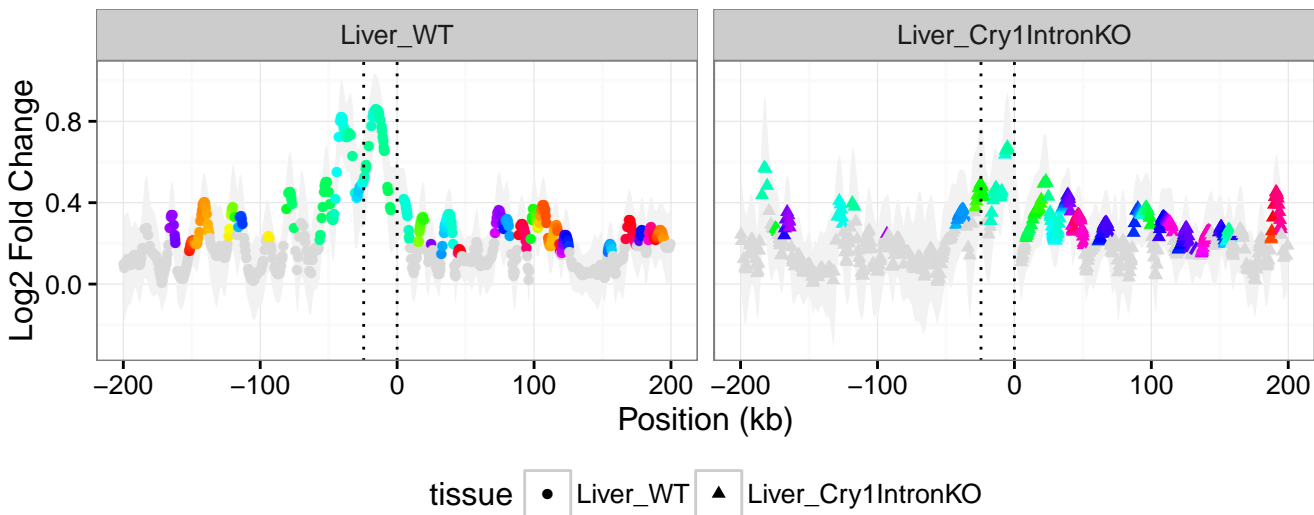 Liver_WT
Liver_Cry1IntronKO
Log2 Fold Change
0.8
0.4
0.0
−200 −100 0 100 200
−200 −100 0 100 200
Position (kb)
tissue Liver_WT Liver_Cry1IntronKO